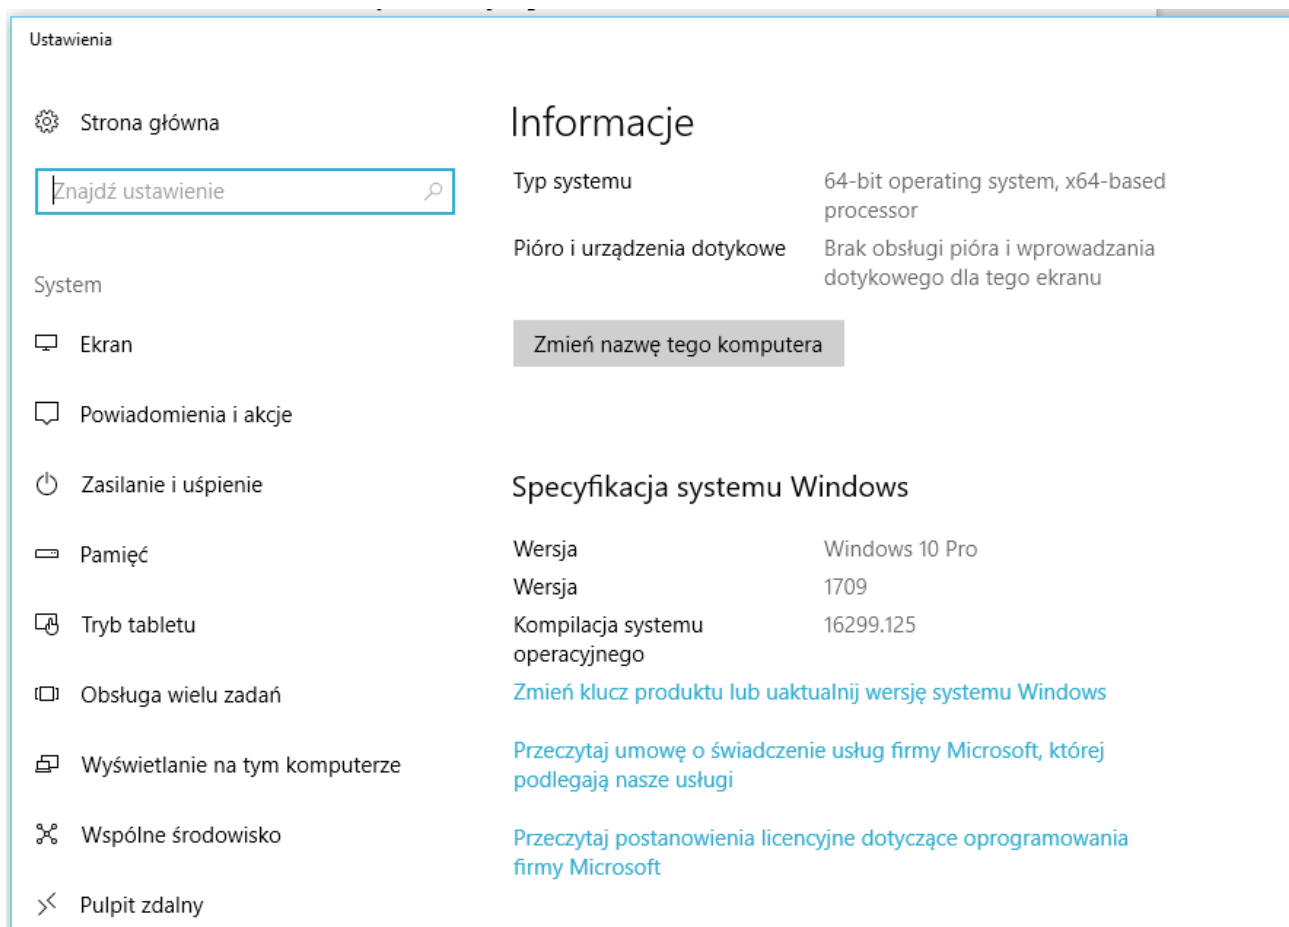 Ustawienia
Strona główna
Znajdź ustawienie
System
Ekran
Powiadomienia i akcje
Zasilanie i uśpienie
Pamięć
Tryb tabletu
Obsługa wielu zadań
Wyświetlanie na tym komputerze
Wspólne środowisko
Pulpit zdalny
Informacje
Typ systemu 64-bit operating system, x64-based
processor
Pióro i urządzenia dotykowe Brak obsługi pióra i wprowadzania
dotykowego dla tego ekranu
Zmień nazwę tego komputera
Specyfikacja systemu Windows
Wersja Windows 10 Pro
Wersja 1709
Kompilacja systemu 16299.125
operacyjnego
Zmień klucz produktu lub uaktualnij wersję systemu Windows
Przeczytaj umowę o świadczenie usług firmy Microsoft, której
podlegają nasze usługi
Przeczytaj postanowienia licencyjne dotyczące oprogramowania
firmy Microsoft